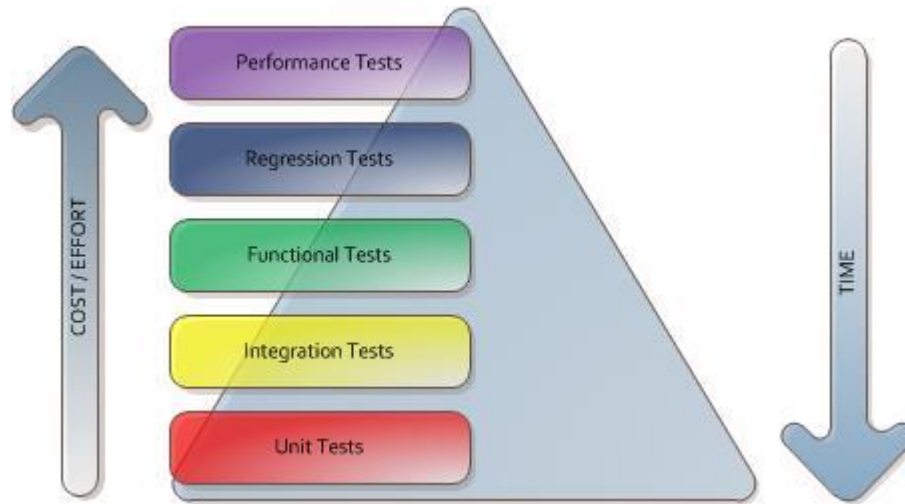 Performance Tests
Regression Tests
Functional Tests
Integration Tests
Unit Tests
COST / EFFORT
TIME